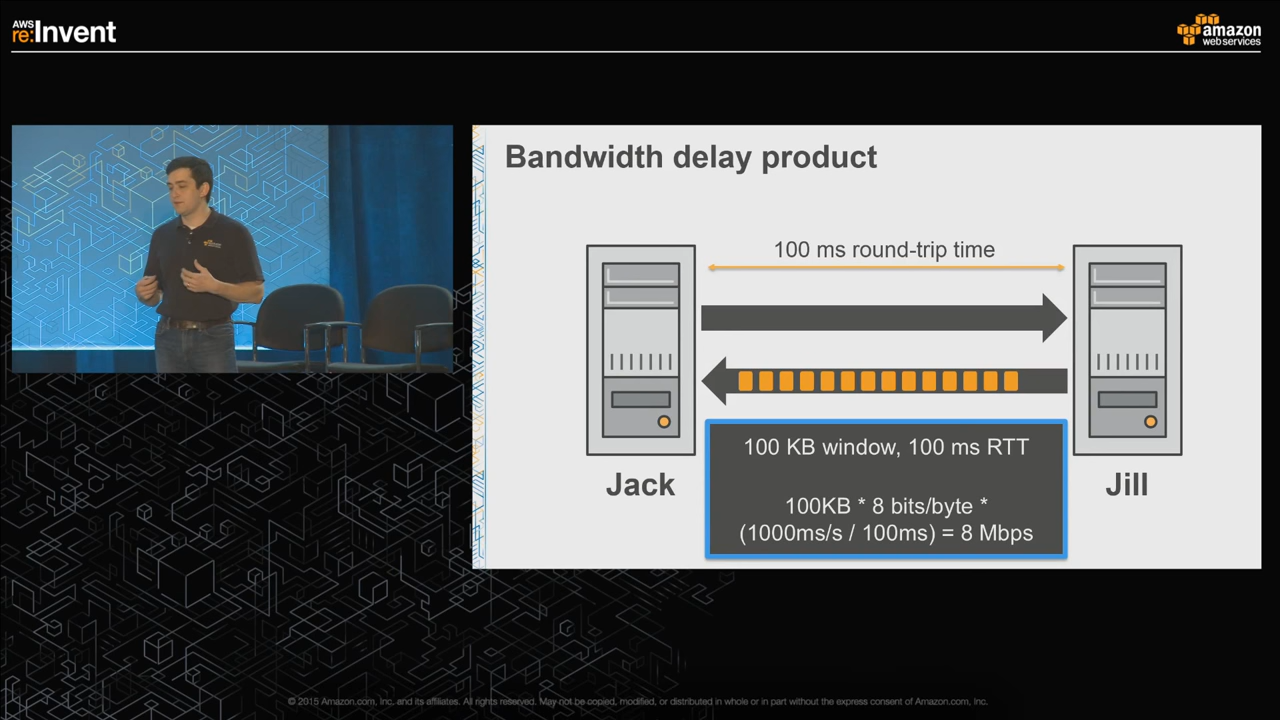 AWS
re:Invent
amazon
web services
Bandwidth delay product
100 ms round-trip time
100 KB window, 100 ms RTT
100KB * 8 bits/byte *
(1000ms/s / 100ms) = 8 Mbps
Jack
Jill
© 2015 Amazon.com, Inc. and its affiliates. All rights reserved. May not be copied, modified, or distributed in whole or in part without the express consent of Amazon.com, Inc.